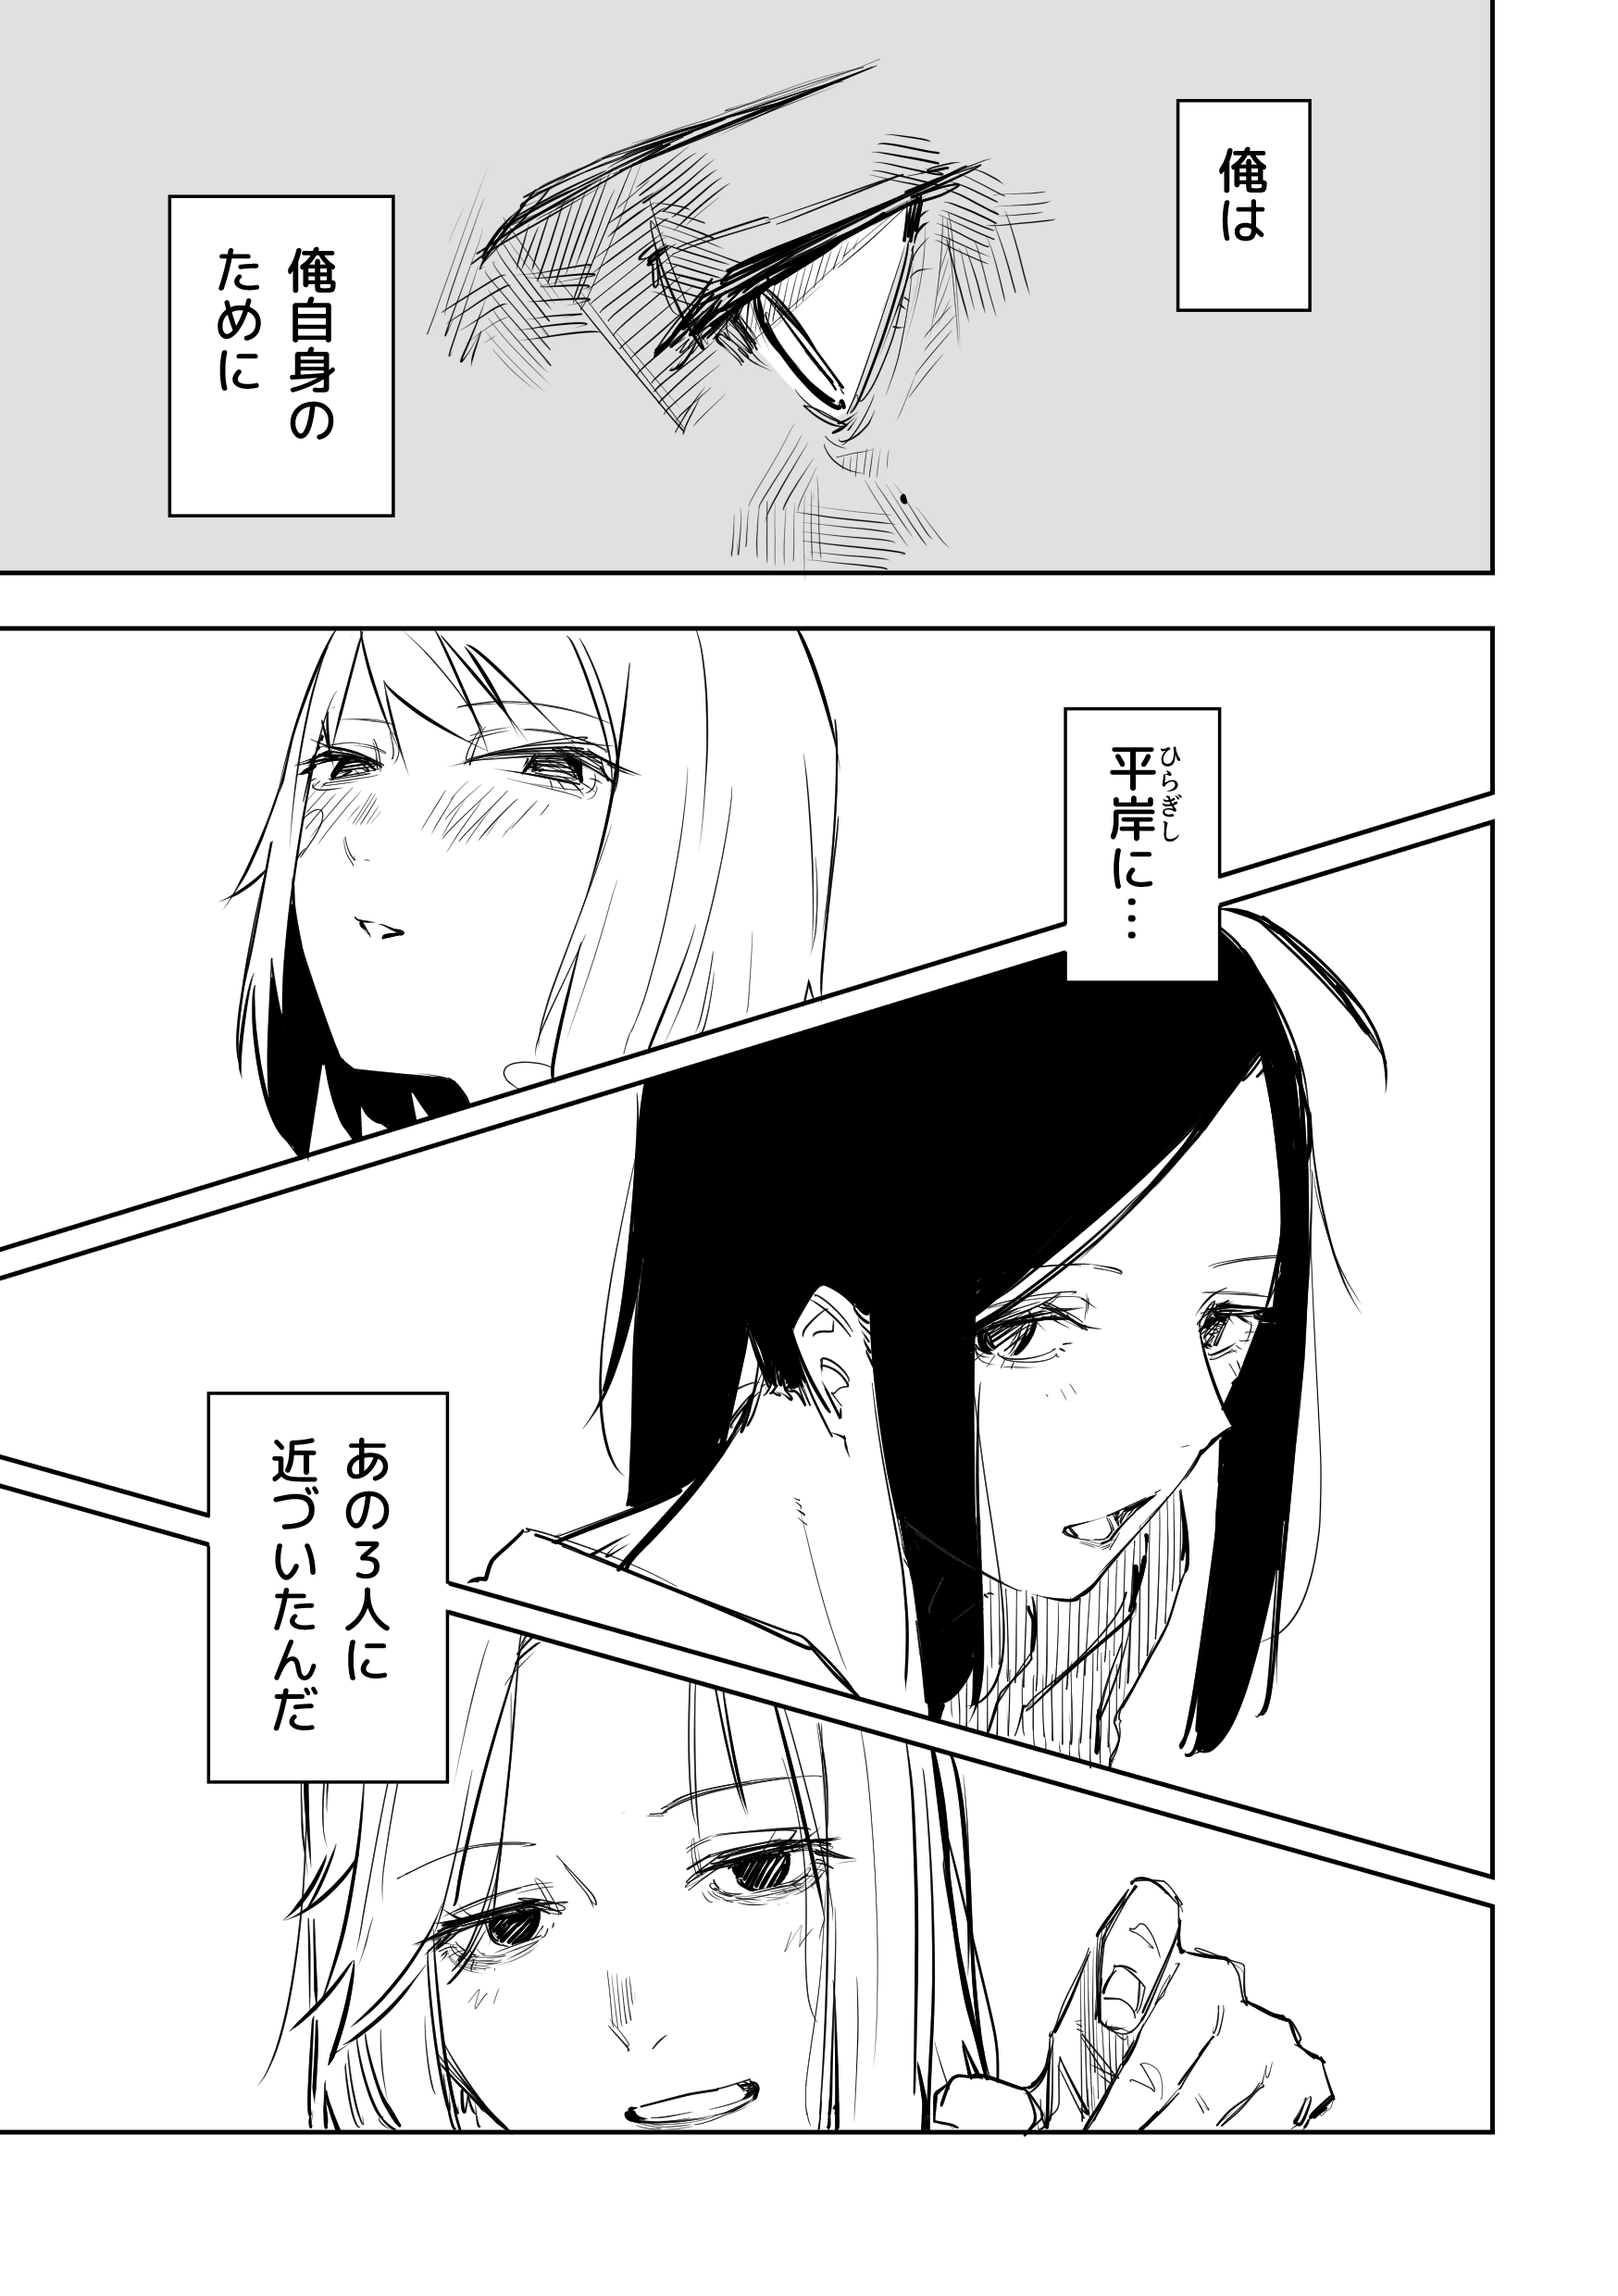 俺は
俺自身の
ために
平岸に…
ひらぎし
あの3人に
近づいたんだ